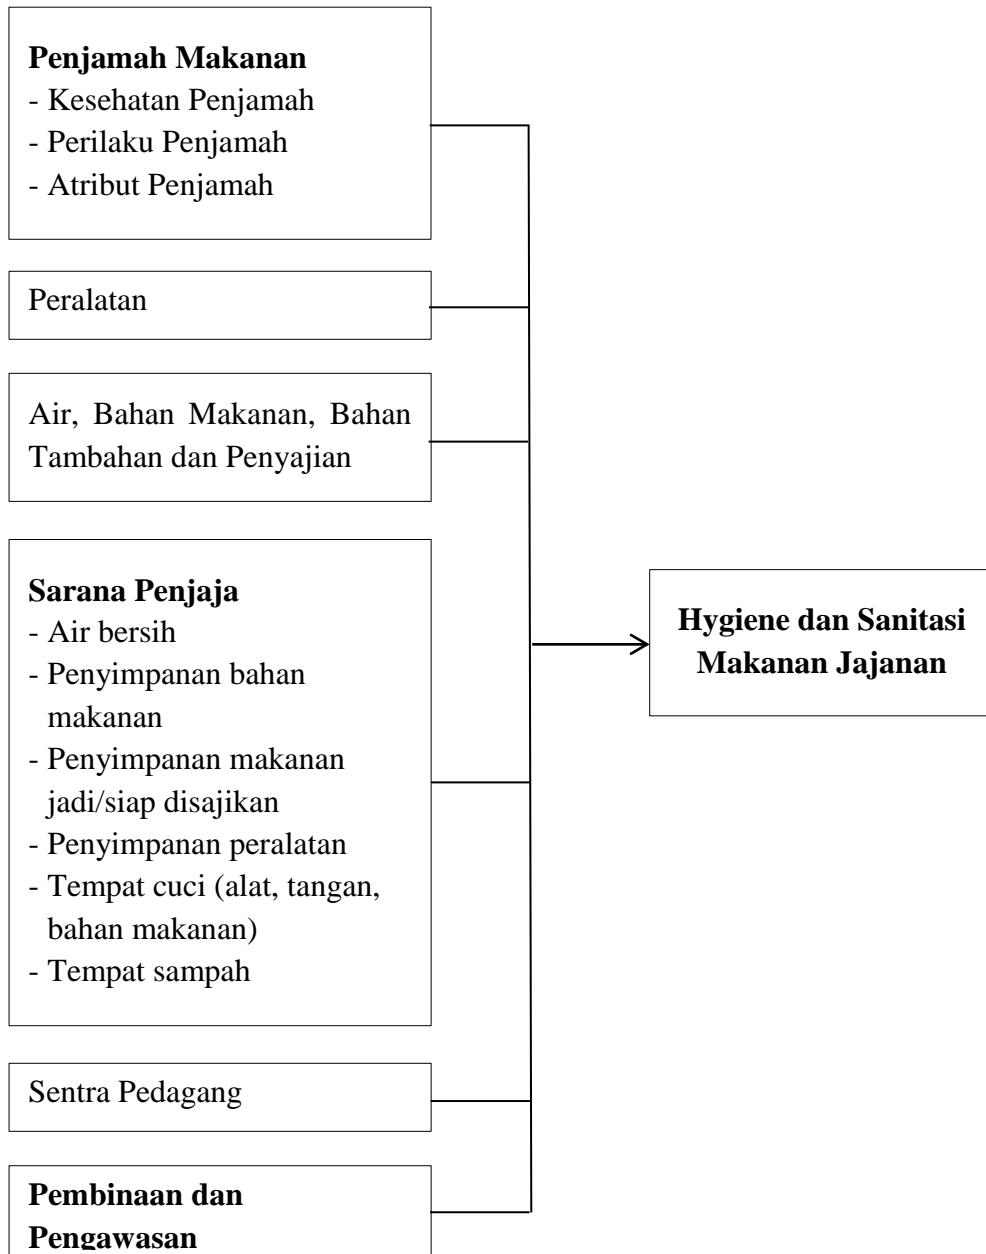 Penjamah Makanan
- Kesehatan Penjamah
- Perilaku Penjamah
- Atribut Penjamah
Peralatan
Air, Bahan Makanan, Bahan
Tambahan dan Penyajian
Sarana Penjaja
- Air bersih
- Penyimpanan bahan
makanan
- Penyimpanan makanan
jadi/siap disajikan
- Penyimpanan peralatan
- Tempat cuci (alat, tangan,
bahan makanan)
- Tempat sampah
Sentra Pedagang
Pembinaan dan
Pengawasan
Hygiene dan Sanitasi
Makanan Jajanan